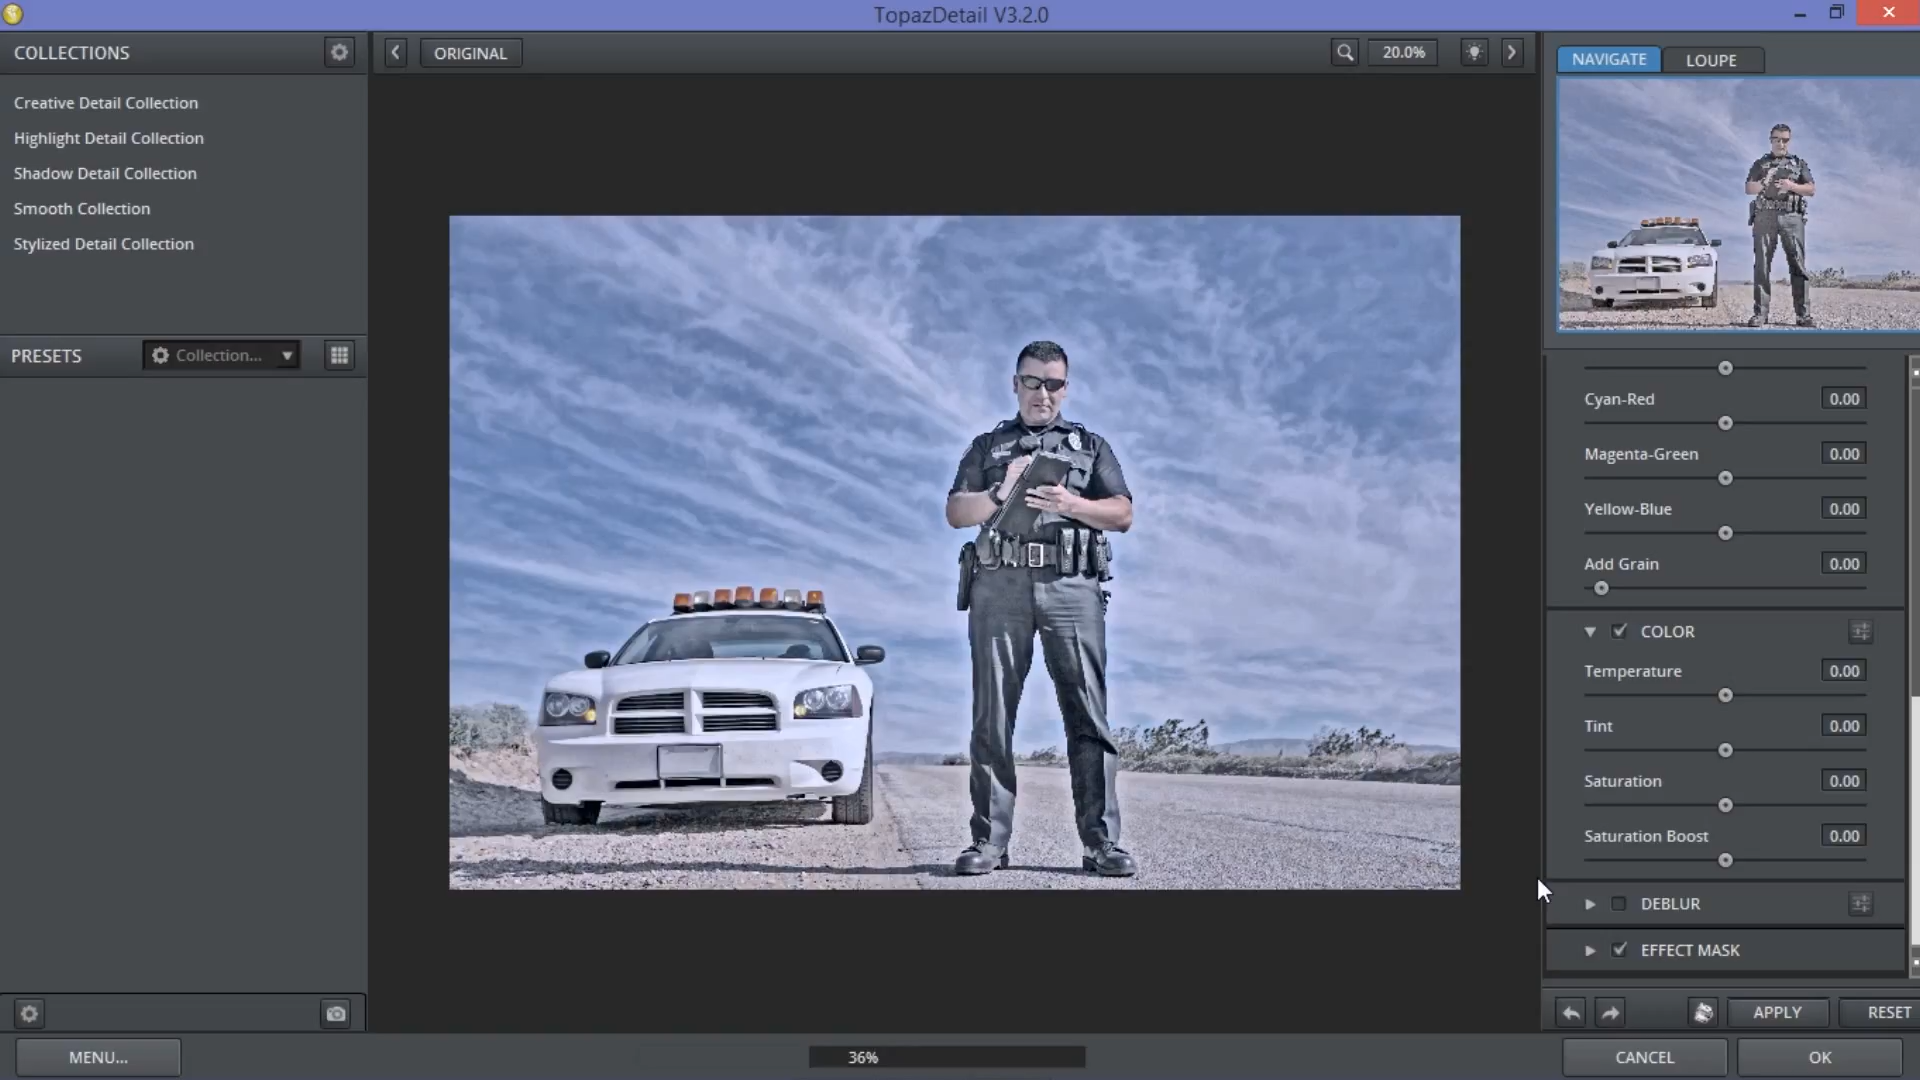 TopazDetail V3.2.0
COLLECTIONS
ORIGINAL
20.0%
NAVIGATE
LOUPE
Creative Detail Collection
Highlight Detail Collection
Shadow Detail Collection
Smooth Collection
Stylized Detail Collection
PRESETS
Collection...
Cyan-Red 0.00
Magenta-Green 0.00
Yellow-Blue 0.00
Add Grain 0.00
COLOR
Temperature 0.00
Tint 0.00
Saturation 0.00
Saturation Boost 0.00
DEBLUR
EFFECT MASK
APPLY
RESET
MENU...
36%
CANCEL
OK